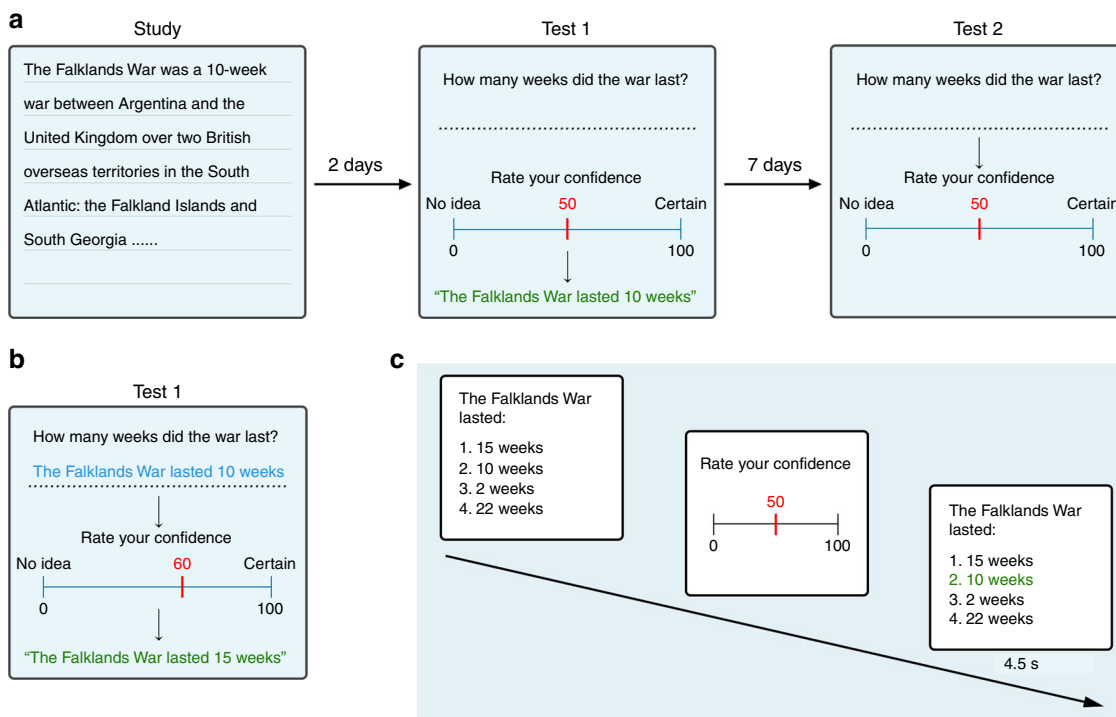 a
Study
The Falklands War was a 10-week
war between Argentina and the
United Kingdom over two British
overseas territories in the South
Atlantic: the Falkland Islands and
South Georgia ......
2 days
Test 1
How many weeks did the war last?
Rate your confidence
No idea 50 Certain
0 100
“The Falklands War lasted 10 weeks”
7 days
Test 2
How many weeks did the war last?
Rate your confidence
No idea 50 Certain
0 100
b
Test 1
How many weeks did the war last?
The Falklands War lasted 10 weeks
Rate your confidence
No idea 60 Certain
0 100
“The Falklands War lasted 15 weeks”
c
The Falklands War
lasted:
1. 15 weeks
2. 10 weeks
3. 2 weeks
4. 22 weeks
Rate your confidence
50
0 100
The Falklands War
lasted:
1. 15 weeks
2. 10 weeks
3. 2 weeks
4. 22 weeks
4.5 s